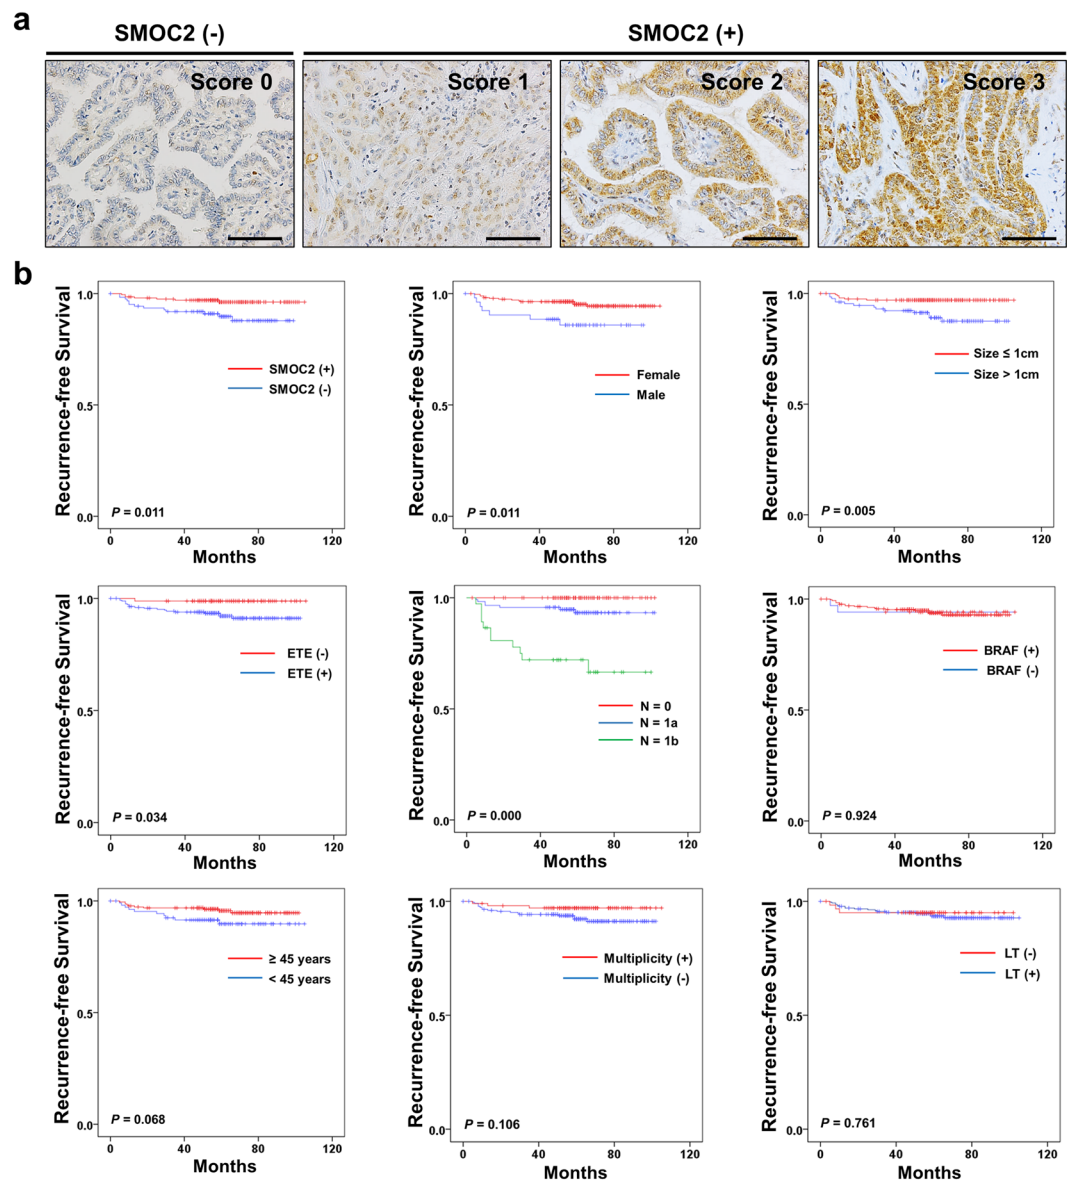 a
SMOC2 (-)
SMOC2 (+)
Score 0
Score 1
Score 2
Score 3
b
Recurrence-free Survival
1.0
0.5
0.0
SMOC2 (+)
SMOC2 (-)
P = 0.011
0
40
80
120
Months
Recurrence-free Survival
1.0
0.5
0.0
Female
Male
P = 0.011
0
40
80
120
Months
Recurrence-free Survival
1.0
0.5
0.0
Size ≤ 1cm
Size > 1cm
P = 0.005
0
40
80
120
Months
Recurrence-free Survival
1.0
0.5
0.0
ETE (-)
ETE (+)
P = 0.034
0
40
80
120
Months
Recurrence-free Survival
1.0
0.5
0.0
N = 0
N = 1a
N = 1b
P = 0.000
0
40
80
120
Months
Recurrence-free Survival
1.0
0.5
0.0
BRAF (+)
BRAF (-)
P = 0.924
0
40
80
120
Months
Recurrence-free Survival
1.0
0.5
0.0
≥ 45 years
< 45 years
P = 0.068
0
40
80
120
Months
Recurrence-free Survival
1.0
0.5
0.0
Multiplicity (+)
Multiplicity (-)
P = 0.106
0
40
80
120
Months
Recurrence-free Survival
1.0
0.5
0.0
LT (-)
LT (+)
P = 0.761
0
40
80
120
Months